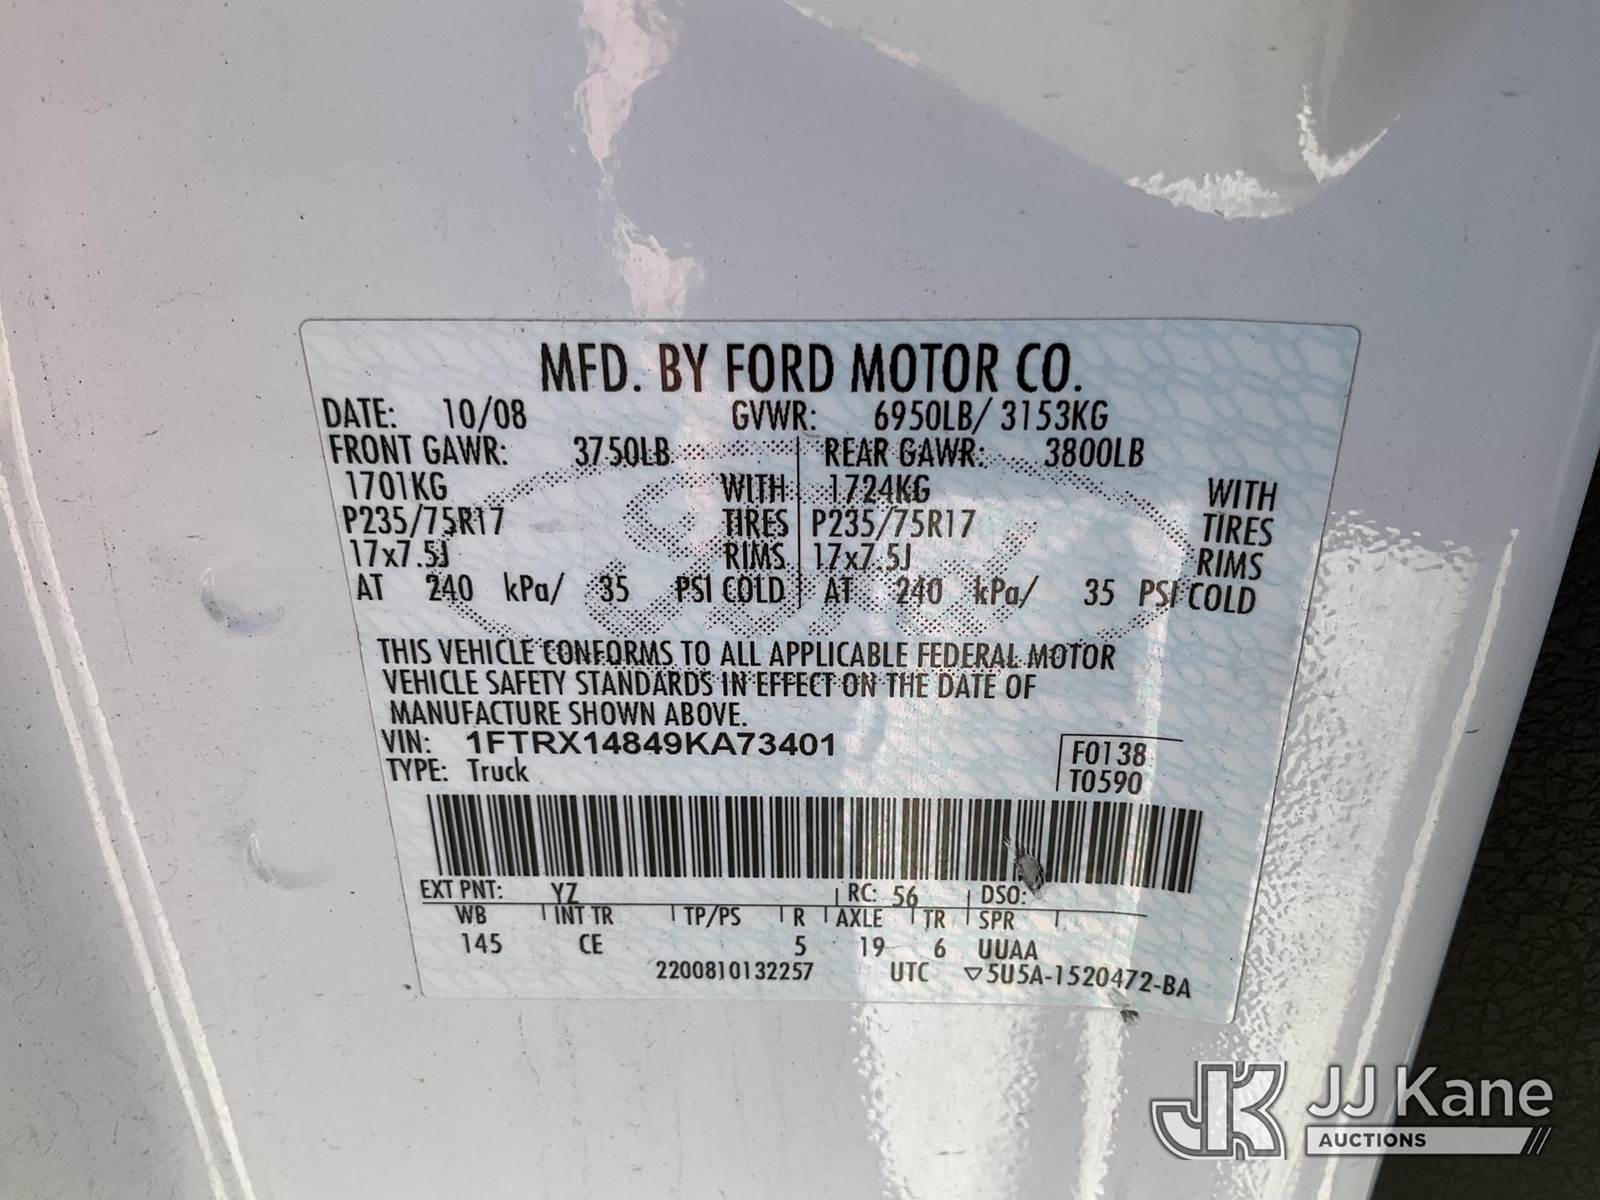 MFD. BY FORD MOTOR CO.
DATE: 10/08 GVWR: 6950LB/ 3153KG
FRONT GAWR: 3750LB REAR GAWR: 3800LB
1701KG WITH 1724KG WITH
P235/75R17 TIRES P235/75R17 TIRES
17x7.5J RIMS 17x7.5J RIMS
AT 240 kPa/ 35 PSI COLD AT 240 kPa/ 35 PSI COLD
THIS VEHICLE CONFORMS TO ALL APPLICABLE FEDERAL MOTOR
VEHICLE SAFETY STANDARDS IN EFFECT ON THE DATE OF
MANUFACTURE SHOWN ABOVE.
VIN: 1FTRX14849KA73401 F0138
TYPE: Truck T0590
EXT PNT: YZ RC: 56 DSO:
WB INT TR TP/PS R AXLE TR SPR
145 CE 5 19 6 UUAA
2200810132257 UTC ▽5U5A-1520472-BA
JK JJ Kane
AUCTIONS